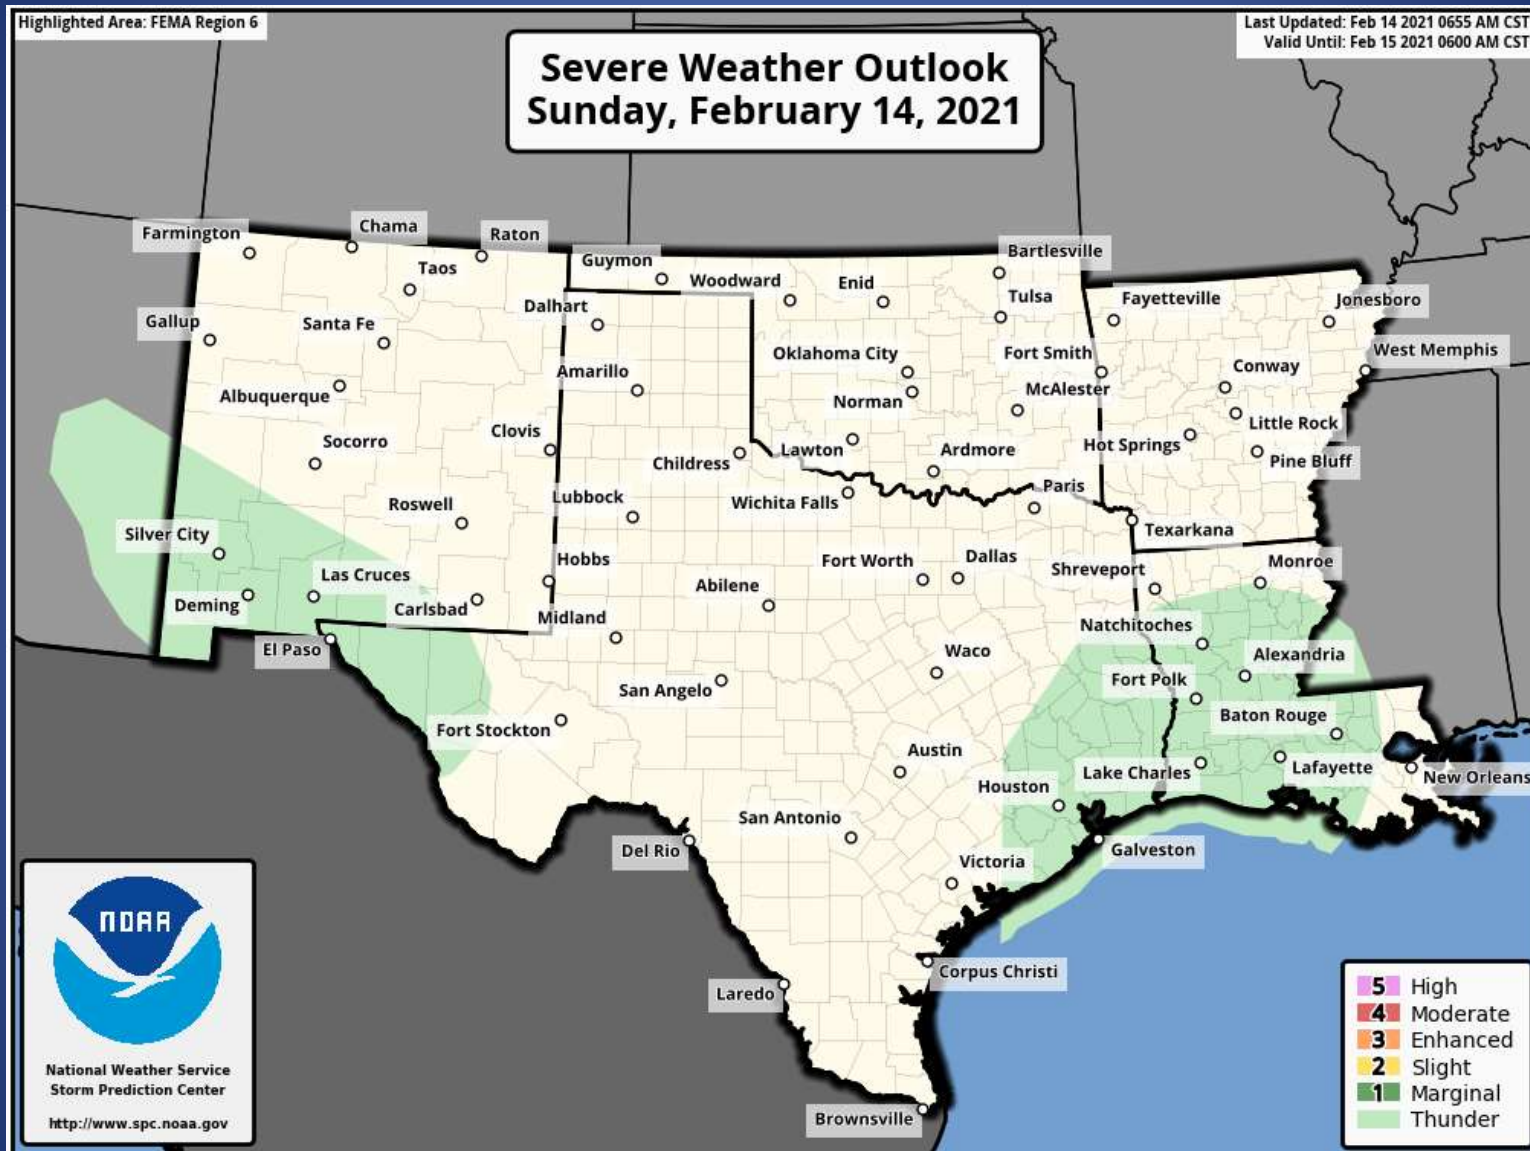 Highlighted Area: FEMA Region 6
Last Updated: Feb 14 2021 0655 AM CST
Valid Until: Feb 15 2021 0600 AM CST
Severe Weather Outlook
Sunday, February 14, 2021
Farmington
Chama
Raton
Taos
Guymon
Woodward
Enid
Bartlesville
Tulsa
Fayetteville
Jonesboro
Gallup
Santa Fe
Dalhart
Oklahoma City
Fort Smith
West Memphis
Albuquerque
Amarillo
Norman
McAlester
Conway
Little Rock
Socorro
Clovis
Childress
Lawton
Ardmore
Hot Springs
Pine Bluff
Roswell
Lubbock
Wichita Falls
Paris
Texarkana
Silver City
Las Cruces
Hobbs
Abilene
Fort Worth
Dallas
Shreveport
Monroe
Deming
Carlsbad
Midland
Natchitoches
El Paso
San Angelo
Waco
Alexandria
Fort Polk
Fort Stockton
Austin
Baton Rouge
Lake Charles
Lafayette
New Orleans
Houston
San Antonio
Del Rio
Galveston
Victoria
Corpus Christi
Laredo
Brownsville
NOAA
National Weather Service
Storm Prediction Center
http://www.spc.noaa.gov
5 High
4 Moderate
3 Enhanced
2 Slight
1 Marginal
Thunder